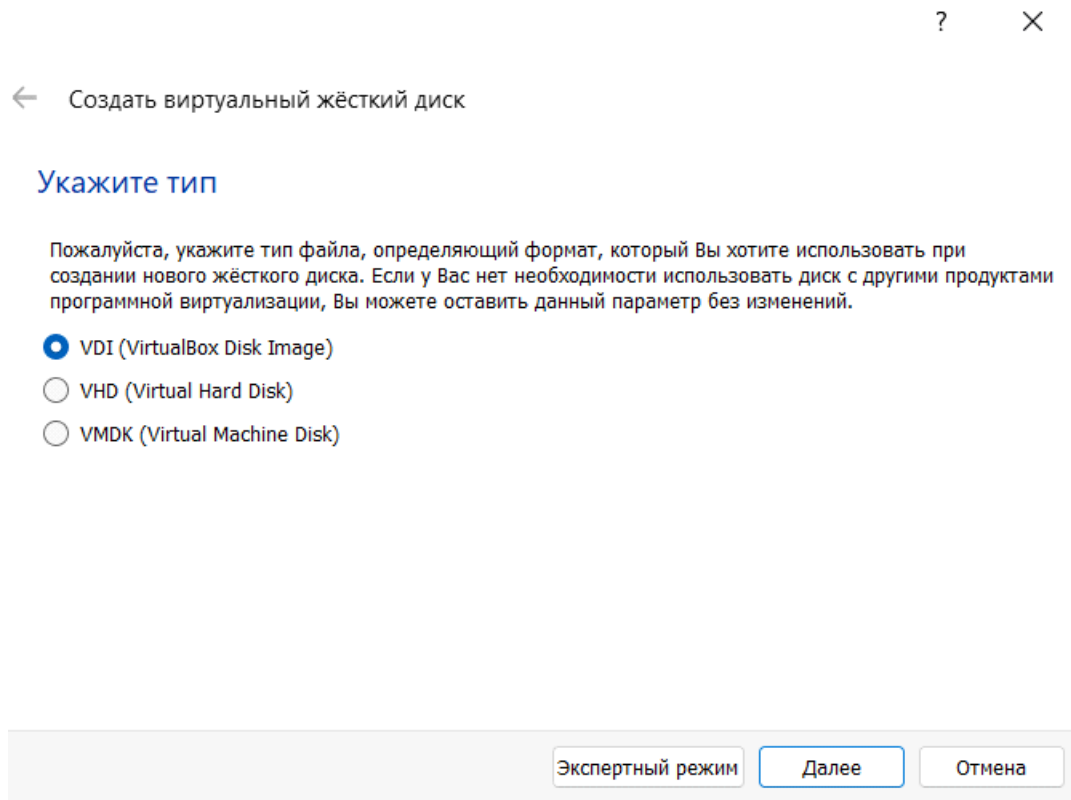 ?
Создать виртуальный жёсткий диск
Укажите тип
Пожалуйста, укажите тип файла, определяющий формат, который Вы хотите использовать при
создании нового жёсткого диска. Если у Вас нет необходимости использовать диск с другими продуктами
программной виртуализации, Вы можете оставить данный параметр без изменений.
VDI (VirtualBox Disk Image)
VHD (Virtual Hard Disk)
VMDK (Virtual Machine Disk)
Экспертный режим Далее Отмена